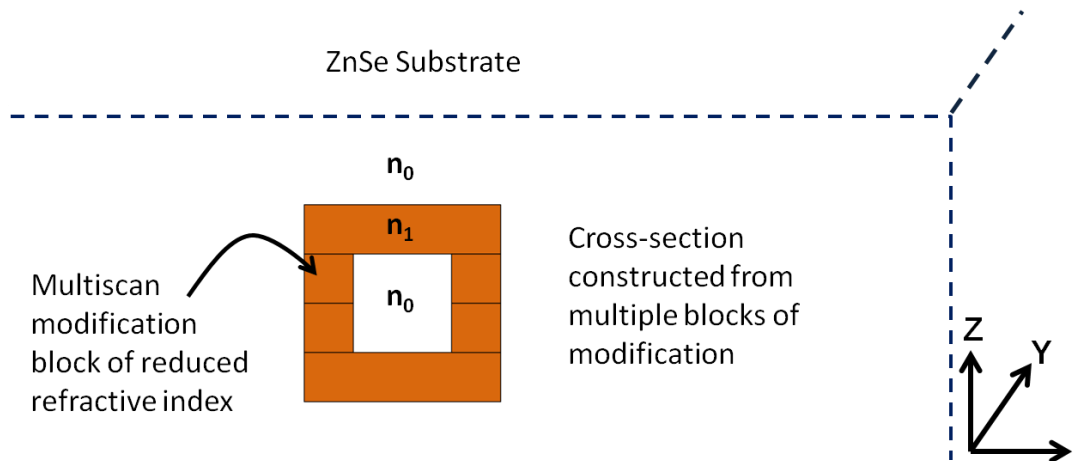 ZnSe Substrate
n₀
n₁
n₀
Multiscan
modification
block of reduced
refractive index
Cross-section
constructed from
multiple blocks of
modification
Z
Y